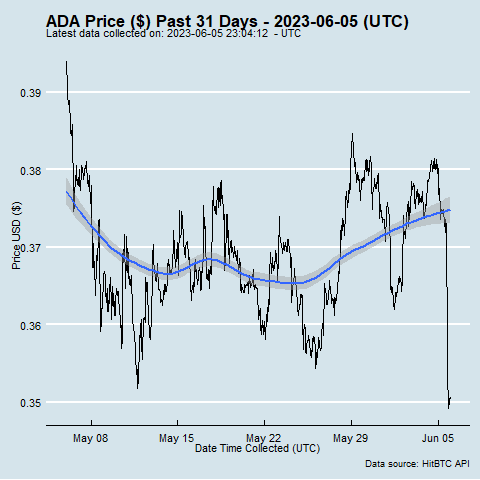 ADA Price ($) Past 31 Days - 2023-06-05 (UTC)
Latest data collected on: 2023-06-05 23:04:12 - UTC
Price USD ($)
0.39
0.38
0.37
0.36
0.35
May 08
May 15
May 22
May 29
Jun 05
Date Time Collected (UTC)
Data source: HitBTC API